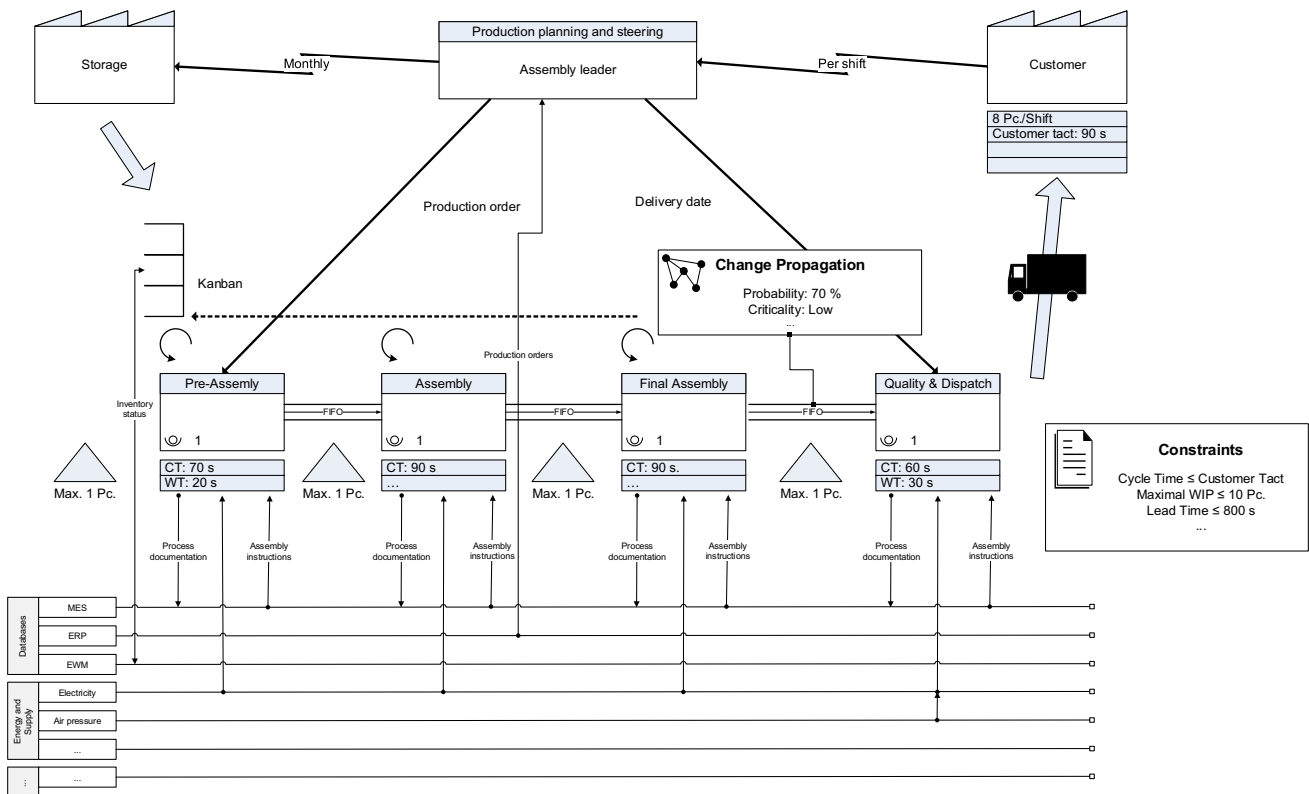 Production planning and steering
Storage
Monthly
Assembly leader
Per shift
Customer
8 Pc./Shift
Customer tact: 90 s
Production order
Delivery date
Change Propagation
Probability: 70 %
Criticality: Low
...
Kanban
Production orders
Inventory
status
Pre-Assemly
Assembly
Final Assembly
Quality & Dispatch
FIFO
FIFO
FIFO
1
1
1
1
CT: 70 s
WT: 20 s
CT: 90 s
...
CT: 90 s.
...
CT: 60 s
WT: 30 s
Max. 1 Pc.
Max. 1 Pc.
Max. 1 Pc.
Max. 1 Pc.
Constraints
Cycle Time ≤ Customer Tact
Maximal WIP ≤ 10 Pc.
Lead Time ≤ 800 s
...
Process
documentation
Assembly
instructions
Process
documentation
Assembly
instructions
Process
documentation
Assembly
instructions
Process
documentation
Assembly
instructions
Databases
MES
ERP
EWM
Energy and
Supply
Electricity
Air pressure
...
...
...